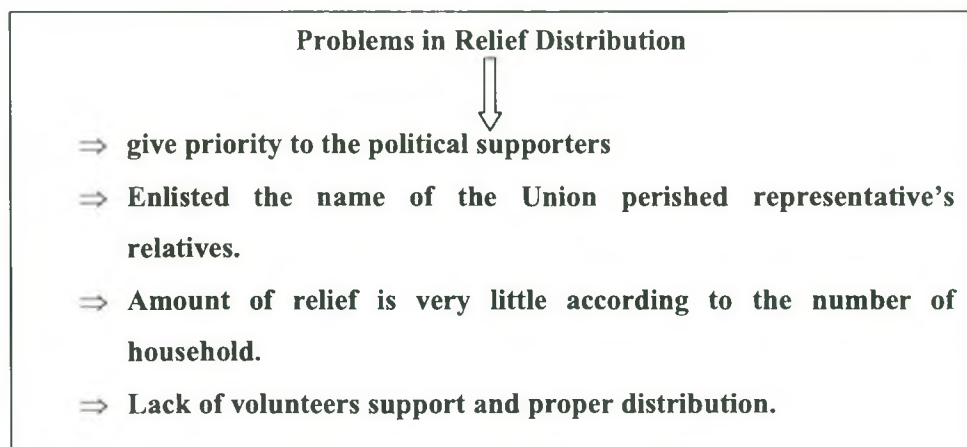 Problems in Relief Distribution
⇒ give priority to the political supporters
⇒ Enlisted the name of the Union perished representative's
relatives.
⇒ Amount of relief is very little according to the number of
household.
⇒ Lack of volunteers support and proper distribution.